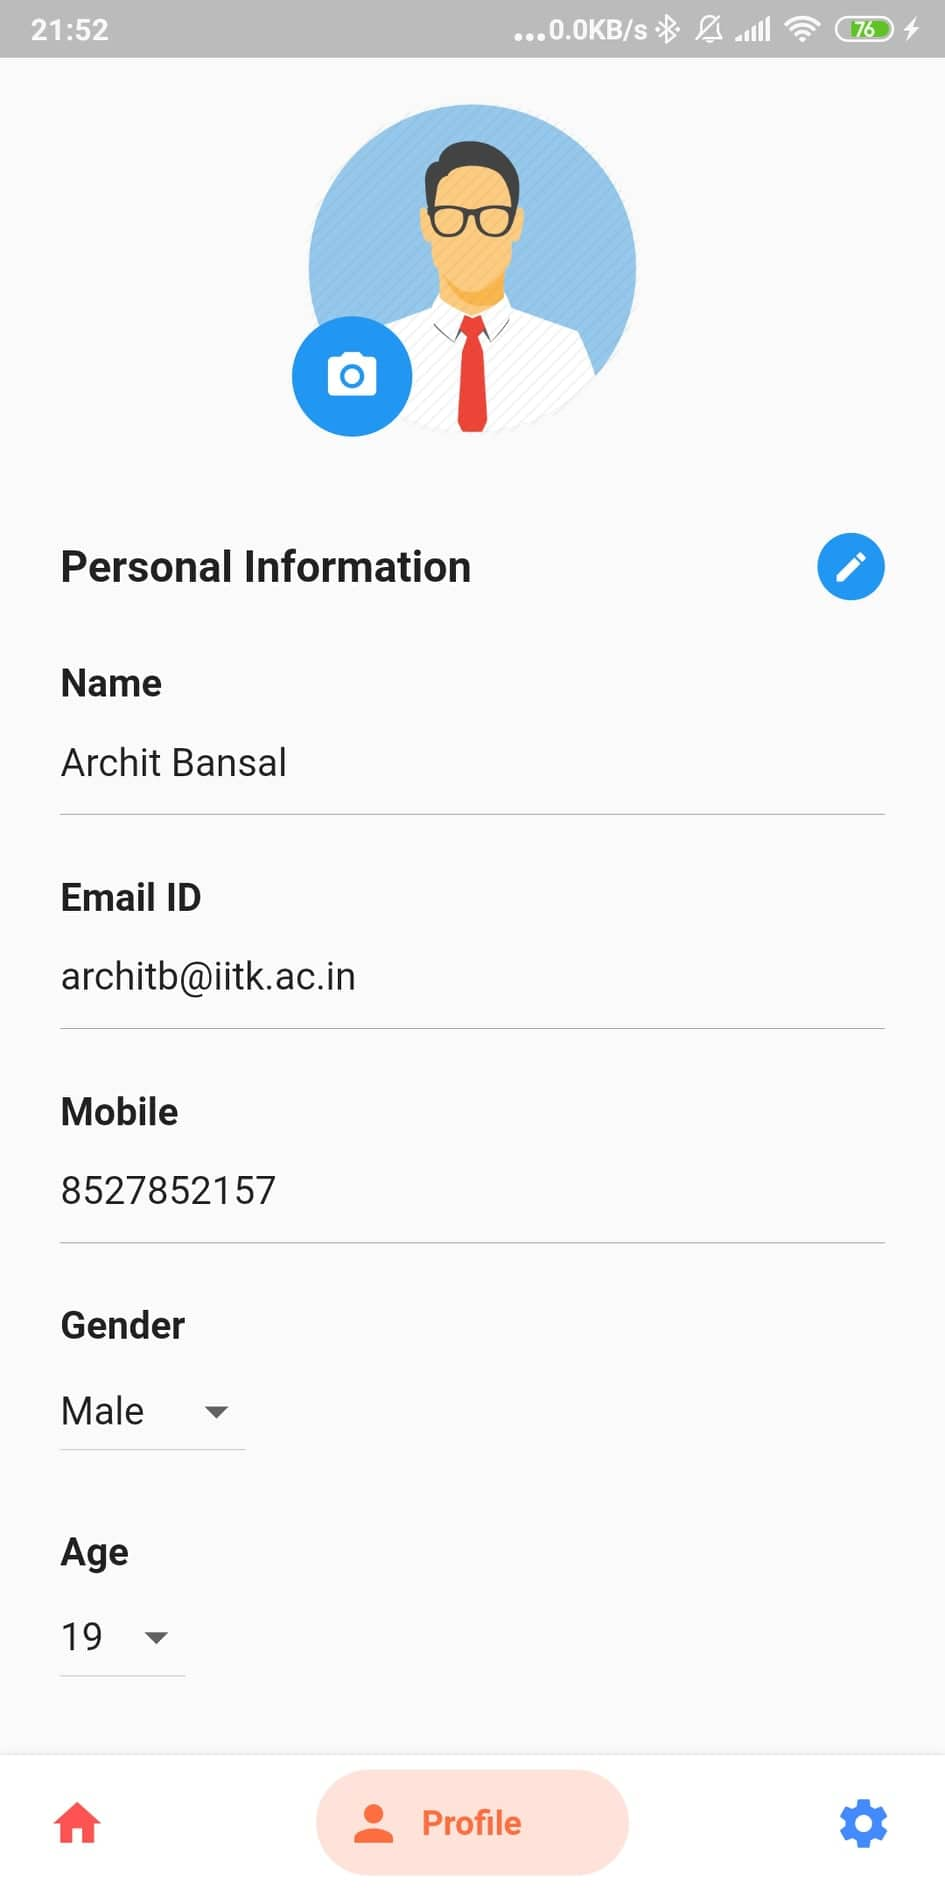 21:52
...0.0KB/s
76
Personal Information
Name
Archit Bansal
Email ID
architb@iitk.ac.in
Mobile
8527852157
Gender
Male
Age
19
Profile